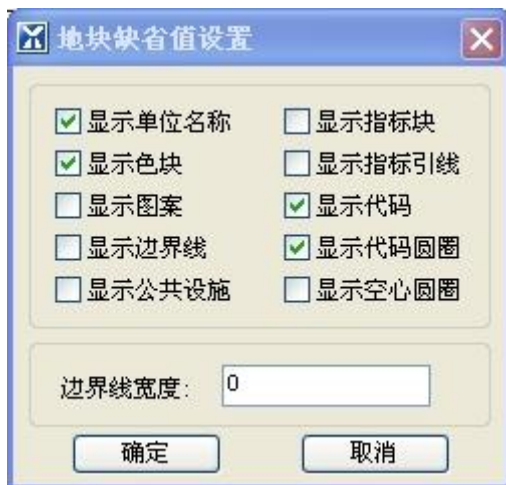 地块缺省值设置
显示单位名称 显示指标块
显示色块 显示指标引线
显示图案 显示代码
显示边界线 显示代码圆圈
显示公共设施 显示空心圆圈
边界线宽度: 0
确定 取消